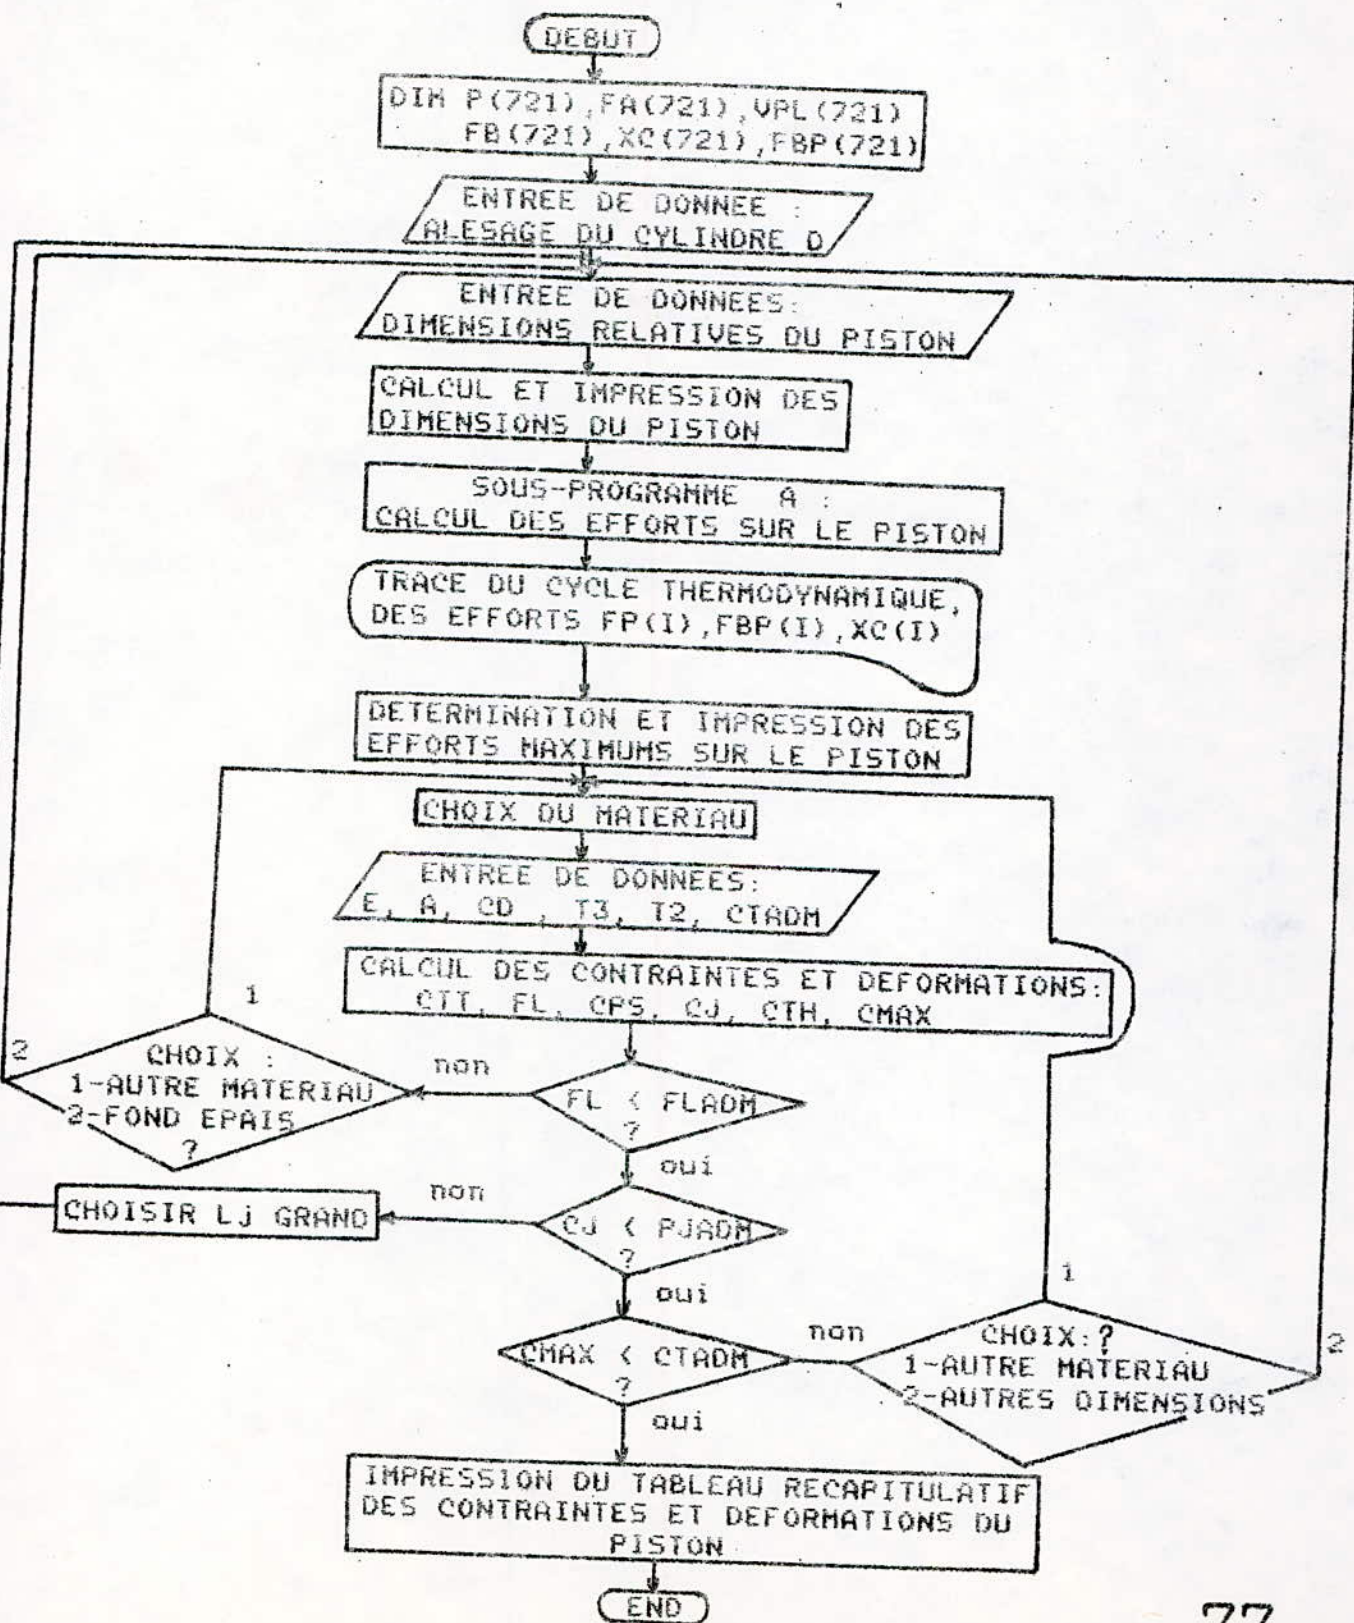 DEBUT
DIM P(721),FA(721),VPL(721)
FB(721),XC(721),FBP(721)
ENTREE DE DONNEE :
ALESAGE DU CYLINDRE D
ENTREE DE DONNEES:
DIMENSIONS RELATIVES DU PISTON
CALCUL ET IMPRESSION DES
DIMENSIONS DU PISTON
SOUS-PROGRAMME A :
CALCUL DES EFFORTS SUR LE PISTON
TRACE DU CYCLE THERMODYNAMIQUE,
DES EFFORTS FP(I),FBP(I),XC(I)
DETERMINATION ET IMPRESSION DES
EFFORTS MAXIMUMS SUR LE PISTON
CHOIX DU MATERIAU
ENTREE DE DONNEES:
E, A, CD , T3, T2, CTADM
CALCUL DES CONTRAINTES ET DEFORMATIONS:
CTT, FL, CPS, CJ, CTH, CMAX
1
2
CHOIX :
1-AUTRE MATERIAU
2-FOND EPAIS
?
non
FL < FLADM
?
oui
CHOISIR Lj GRAND
non
CJ < PJADM
?
oui
CMAX < CTADM
?
non
1
CHOIX:?
1-AUTRE MATERIAU
2-AUTRES DIMENSIONS
2
oui
IMPRESSION DU TABLEAU RECAPITULATIF
DES CONTRAINTES ET DEFORMATIONS DU
PISTON
END
77